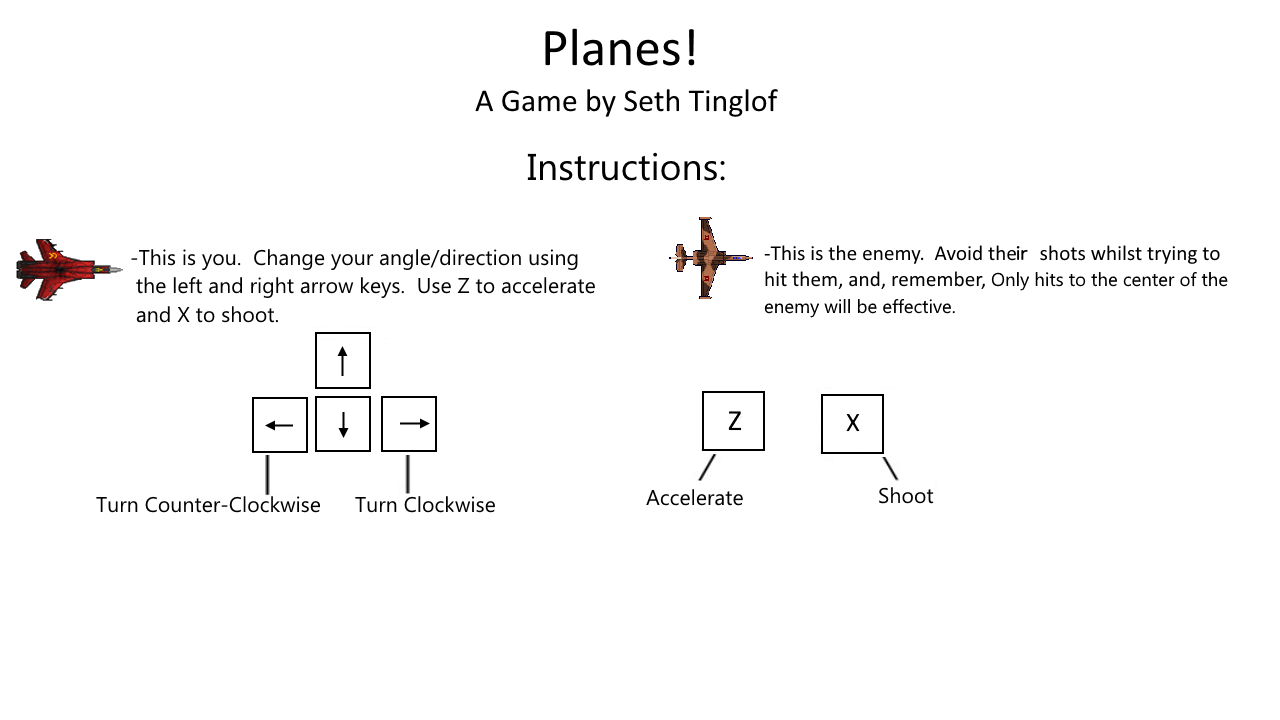 Planes!
A Game by Seth Tinglof
Instructions:
-This is you.  Change your angle/direction using
the left and right arrow keys.  Use Z to accelerate
and X to shoot.
-This is the enemy.  Avoid their  shots whilst trying to
hit them, and, remember, Only hits to the center of the
enemy will be effective.
Z
X
Turn Counter-Clockwise
Turn Clockwise
Accelerate
Shoot